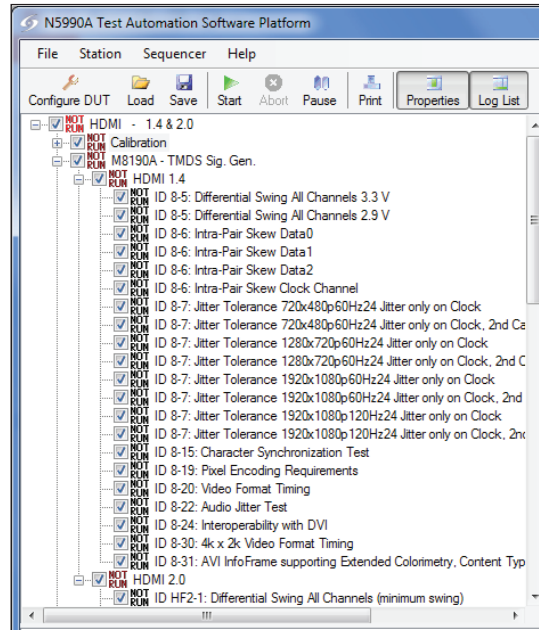 N5990A Test Automation Software Platform
File Station Sequencer Help
Configure DUT Load Save Start Abort Pause Print Properties Log List
NOT RUN HDMI - 1.4 & 2.0
NOT RUN Calibration
NOT RUN M8190A - TMDS Sig. Gen.
NOT RUN HDMI 1.4
NOT RUN ID 8-5: Differential Swing All Channels 3.3 V
NOT RUN ID 8-5: Differential Swing All Channels 2.9 V
NOT RUN ID 8-6: Intra-Pair Skew Data0
NOT RUN ID 8-6: Intra-Pair Skew Data1
NOT RUN ID 8-6: Intra-Pair Skew Data2
NOT RUN ID 8-6: Intra-Pair Skew Clock Channel
NOT RUN ID 8-7: Jitter Tolerance 720x480p60Hz24 Jitter only on Clock
NOT RUN ID 8-7: Jitter Tolerance 720x480p60Hz24 Jitter only on Clock, 2nd Ca
NOT RUN ID 8-7: Jitter Tolerance 1280x720p60Hz24 Jitter only on Clock
NOT RUN ID 8-7: Jitter Tolerance 1280x720p60Hz24 Jitter only on Clock, 2nd C
NOT RUN ID 8-7: Jitter Tolerance 1920x1080p60Hz24 Jitter only on Clock
NOT RUN ID 8-7: Jitter Tolerance 1920x1080p60Hz24 Jitter only on Clock, 2nd
NOT RUN ID 8-7: Jitter Tolerance 1920x1080p120Hz24 Jitter only on Clock
NOT RUN ID 8-7: Jitter Tolerance 1920x1080p120Hz24 Jitter only on Clock, 2nd
NOT RUN ID 8-15: Character Synchronization Test
NOT RUN ID 8-19: Pixel Encoding Requirements
NOT RUN ID 8-20: Video Format Timing
NOT RUN ID 8-22: Audio Jitter Test
NOT RUN ID 8-24: Interoperability with DVI
NOT RUN ID 8-30: 4k x 2k Video Format Timing
NOT RUN ID 8-31: AVI InfoFrame supporting Extended Colorimetry, Content Typ
NOT RUN HDMI 2.0
NOT RUN ID HF2-1: Differential Swing All Channels (minimum swing)